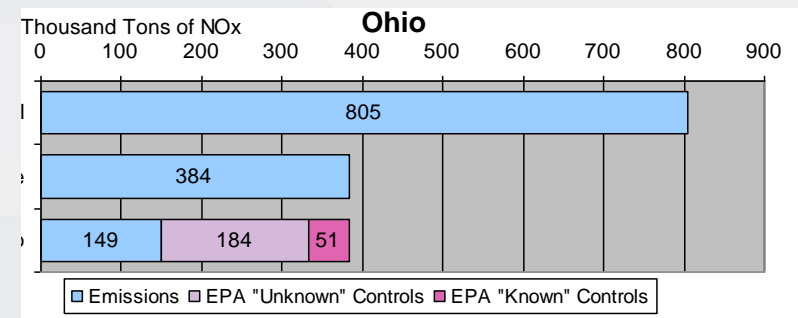 Ohio
Thousand Tons of NOx
0 100 200 300 400 500 600 700 800 900
805
384
149 184 51
Emissions EPA "Unknown" Controls EPA "Known" Controls